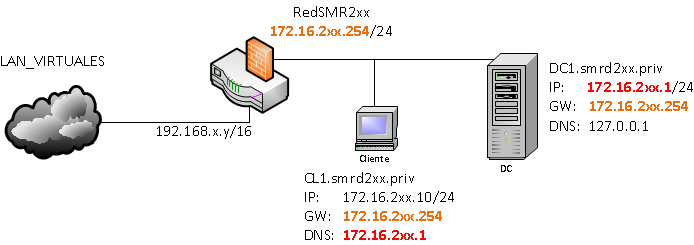 RedSMR2xx
172.16.2xx.254/24
LAN_VIRTUALES
192.168.x.y/16
DC1.smrd2xx.priv
IP: 172.16.2xx.1/24
GW: 172.16.2xx.254
DNS: 127.0.0.1
DC
Cliente
CL1.smrd2xx.priv
IP: 172.16.2xx.10/24
GW: 172.16.2xx.254
DNS: 172.16.2xx.1